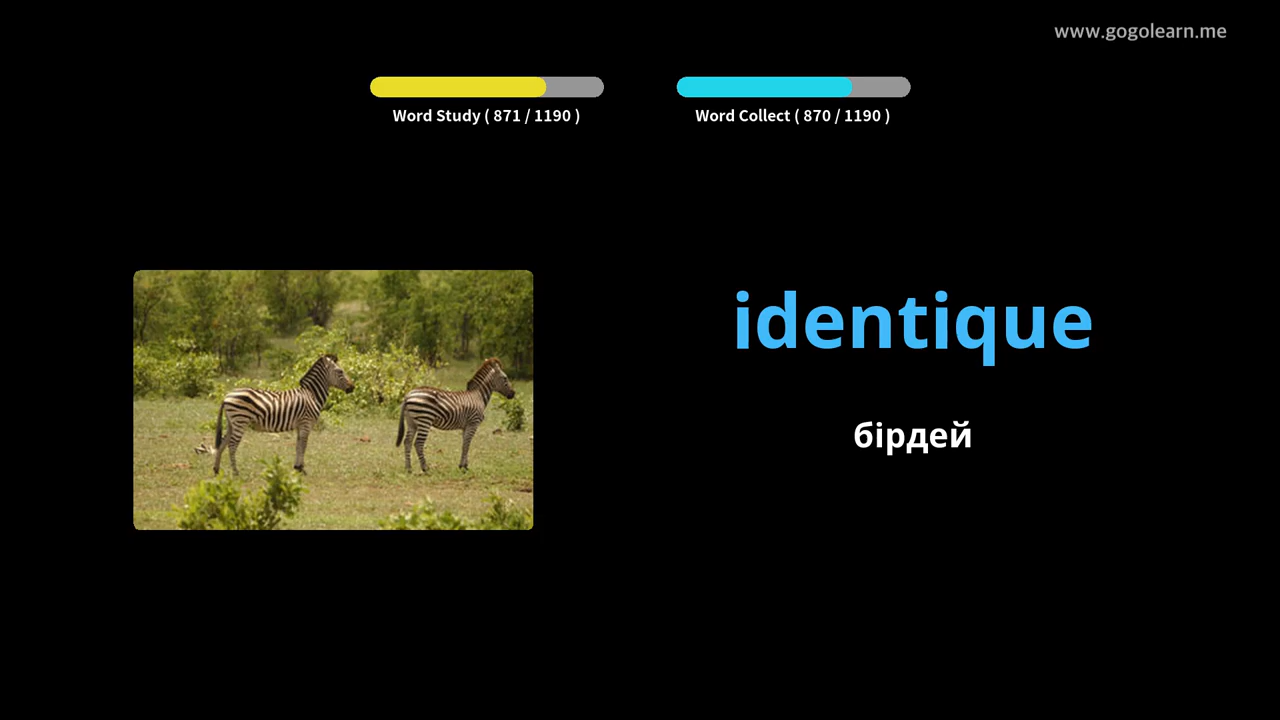 www.gogolearn.me
Word Study ( 871 / 1190 )
Word Collect ( 870 / 1190 )
identique
бірдей